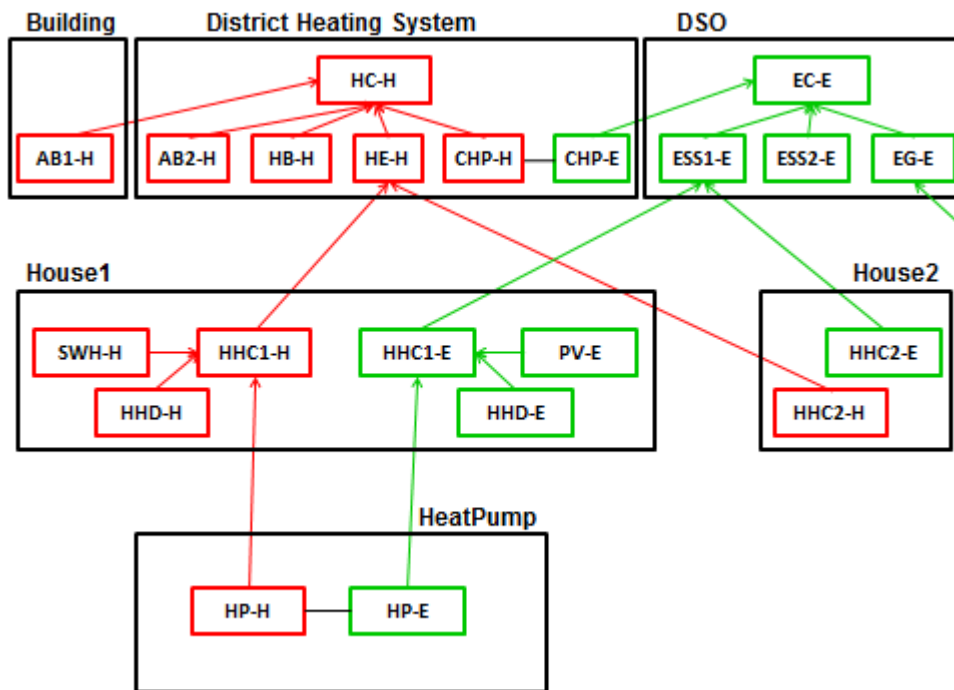 Building
District Heating System
DSO
HC-H
EC-E
AB1-H
AB2-H
HB-H
HE-H
CHP-H
CHP-E
ESS1-E
ESS2-E
EG-E
House1
House2
SWH-H
HHC1-H
HHC1-E
PV-E
HHC2-E
HHD-H
HHD-E
HHC2-H
HeatPump
HP-H
HP-E